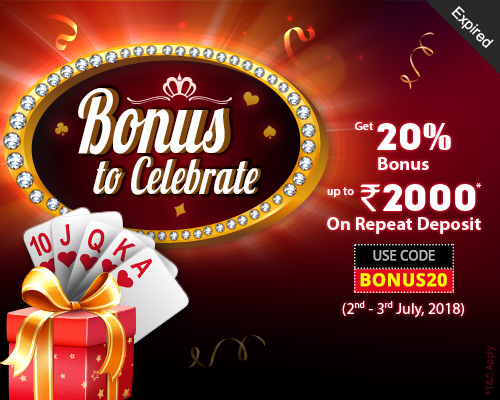 Expired
Bonus
to Celebrate
Get 20%
Bonus
up to ₹2000*
On Repeat Deposit
USE CODE
BONUS20
(2nd - 3rd July, 2018)
10 J Q K A
*T&C Apply